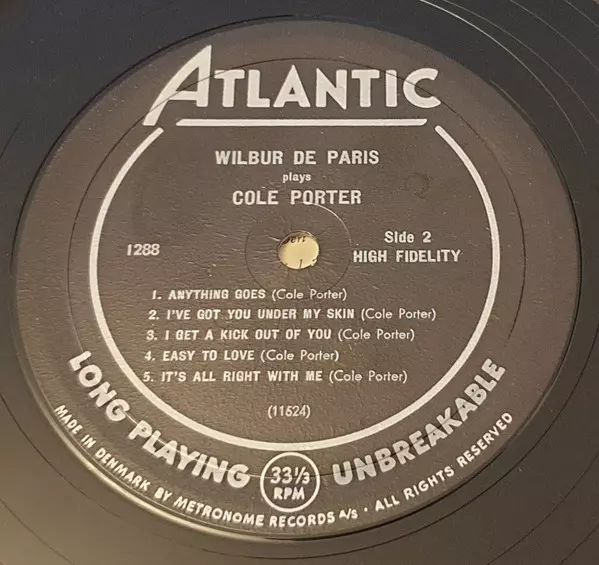 ATLANTIC
WILBUR DE PARIS
plays
COLE PORTER
1288
Side 2
HIGH FIDELITY
1. ANYTHING GOES (Cole Porter)
2. I'VE GOT YOU UNDER MY SKIN (Cole Porter)
3. I GET A KICK OUT OF YOU (Cole Porter)
4. EASY TO LOVE (Cole Porter)
5. IT'S ALL RIGHT WITH ME (Cole Porter)
(11624)
LONG PLAYING 33⅓ RPM UNBREAKABLE
MADE IN DENMARK BY METRONOME RECORDS A/S · ALL RIGHTS RESERVED